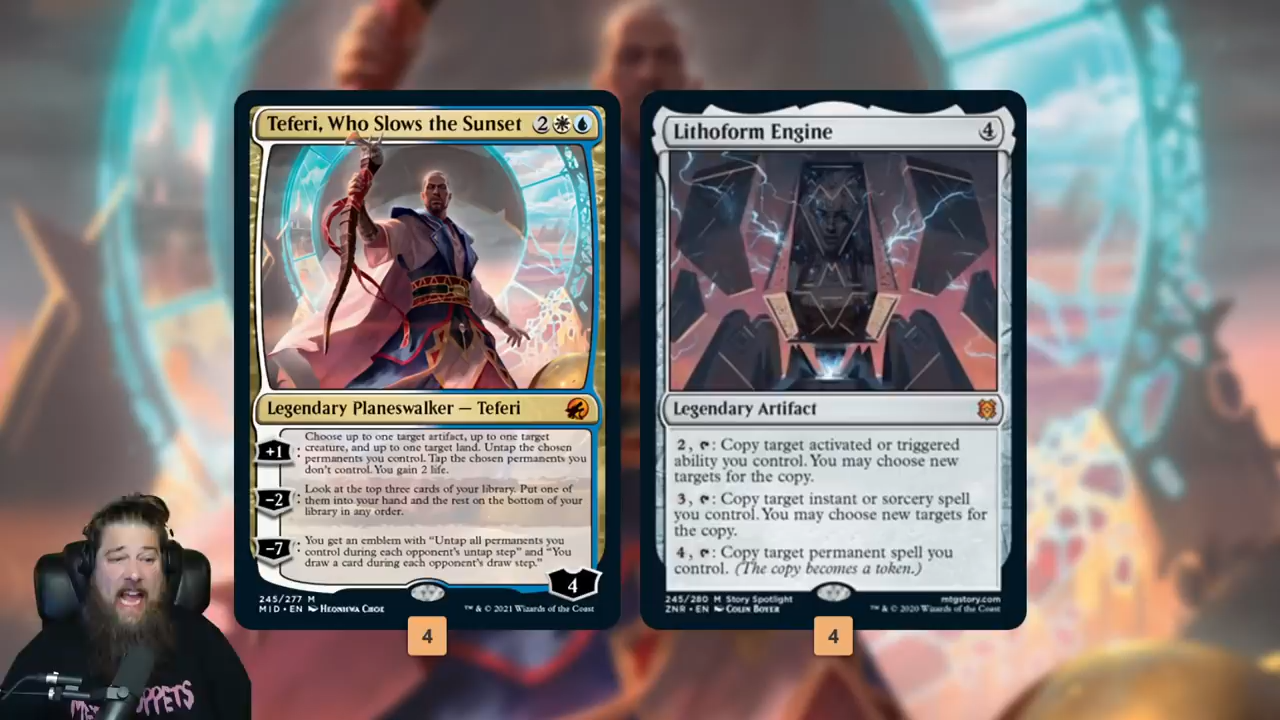 Teferi, Who Slows the Sunset 2
Legendary Planeswalker — Teferi
+1 : Choose up to one target artifact, up to one target
creature, and up to one target land. Untap the chosen
permanents you control. Tap the chosen permanents you
don't control. You gain 2 life.
−2 : Look at the top three cards of your library. Put one of
them into your hand and the rest on the bottom of your
library in any order.
−7 : You get an emblem with “Untap all permanents you
control during each opponent's untap step” and “You
draw a card during each opponent's draw step.”
4
245/277 M
MID • EN Heonhwa Choe
™ & © 2021 Wizards of the Coast
4
Lithoform Engine 4
Legendary Artifact
2, : Copy target activated or triggered
ability you control. You may choose new
targets for the copy.
3, : Copy target instant or sorcery spell
you control. You may choose new targets for
the copy.
4, : Copy target permanent spell you
control. (The copy becomes a token.)
245/280 M Story Spotlight
ZNR • EN Colin Boyer
mtgstory.com
™ & © 2020 Wizards of the Coast
4